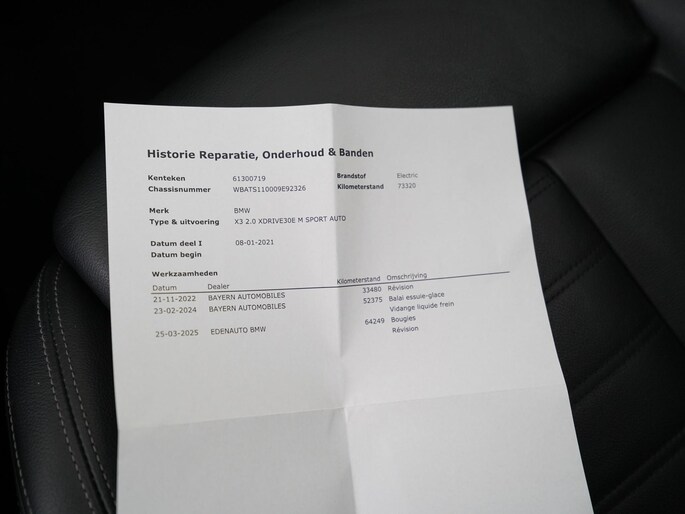 Historie Reparatie, Onderhoud & Banden
Kenteken 61300719 Brandstof Electric
Chassisnummer WBATS110009E92326 Kilometerstand 73320
Merk BMW
Type & uitvoering X3 2.0 XDRIVE30E M SPORT AUTO
Datum deel I 08-01-2021
Datum begin
Werkzaamheden
Datum Dealer Kilometerstand Omschrijving
21-11-2022 BAYERN AUTOMOBILES 33480 Révision
23-02-2024 BAYERN AUTOMOBILES 52375 Balai essuie-glace
Vidange liquide frein
25-03-2025 EDENAUTO BMW 64249 Bougies
Révision